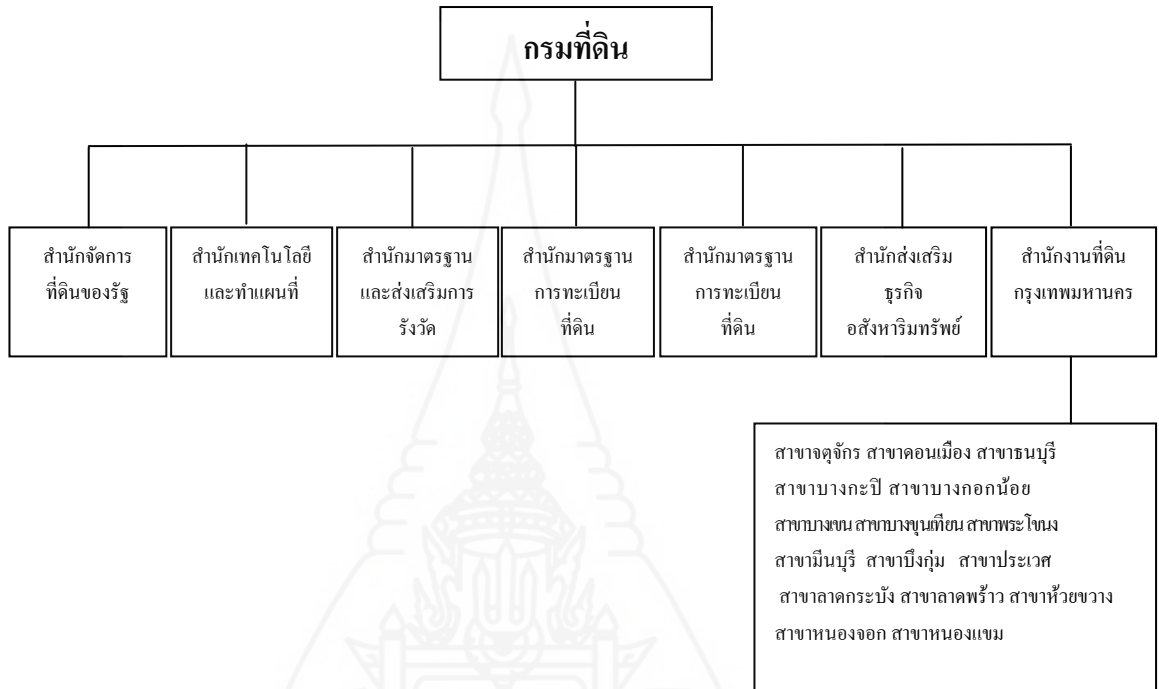 กรมที่ดิน
สำนักจัดการ
ที่ดินของรัฐ
สำนักเทคโนโลยี
และทำแผนที่
สำนักมาตรฐาน
และส่งเสริมการ
รังวัด
สำนักมาตรฐาน
การทะเบียน
ที่ดิน
สำนักมาตรฐาน
การทะเบียน
ที่ดิน
สำนักส่งเสริม
ธุรกิจ
อสังหาริมทรัพย์
สำนักงานที่ดิน
กรุงเทพมหานคร
สาขาจตุจักร สาขาดอนเมือง สาขาธนบุรี
สาขาบางกะปิ สาขาบางกอกน้อย
สาขาบางเขน สาขาบางขุนเทียน สาขาพระโขนง
สาขามีนบุรี สาขาบึงกุ่ม สาขาประเวศ
สาขาลาดกระบัง สาขาลาดพร้าว สาขาห้วยขวาง
สาขาหนองจอก สาขาหนองแขม